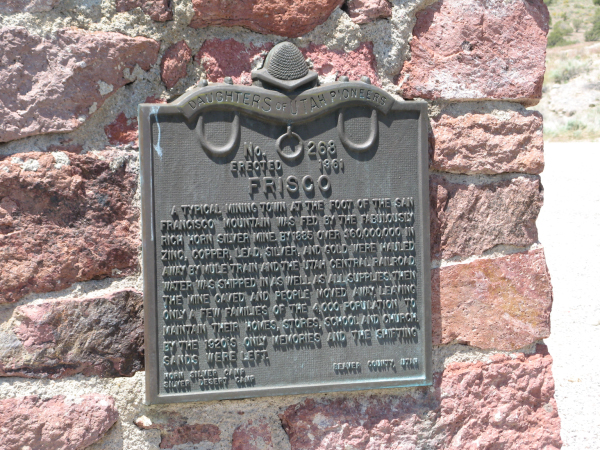 DAUGHTERS OF UTAH PIONEERS
No. 268
ERECTED 1961
FRISCO
A TYPICAL MINING TOWN AT THE FOOT OF THE SAN
FRANCISCO MOUNTAIN WAS FED BY THE FABULOUSLY
RICH HORN SILVER MINE. BY 1885 OVER $60,000,000 IN
ZINC, COPPER, LEAD, SILVER, AND GOLD WERE HAULED
AWAY BY MULE TRAIN AND THE UTAH CENTRAL RAILROAD.
WATER WAS SHIPPED IN AS WELL AS ALL SUPPLIES. THEN
THE MINE CAVED AND PEOPLE MOVED AWAY, LEAVING
ONLY A FEW FAMILIES OF THE 4,000 POPULATION TO
MAINTAIN THEIR HOMES, STORES, SCHOOL AND CHURCH.
BY THE 1920'S ONLY MEMORIES AND THE SHIFTING
SANDS WERE LEFT.
HORN SILVER CAMP BEAVER COUNTY, UTAH
SILVER DESERT CAMP